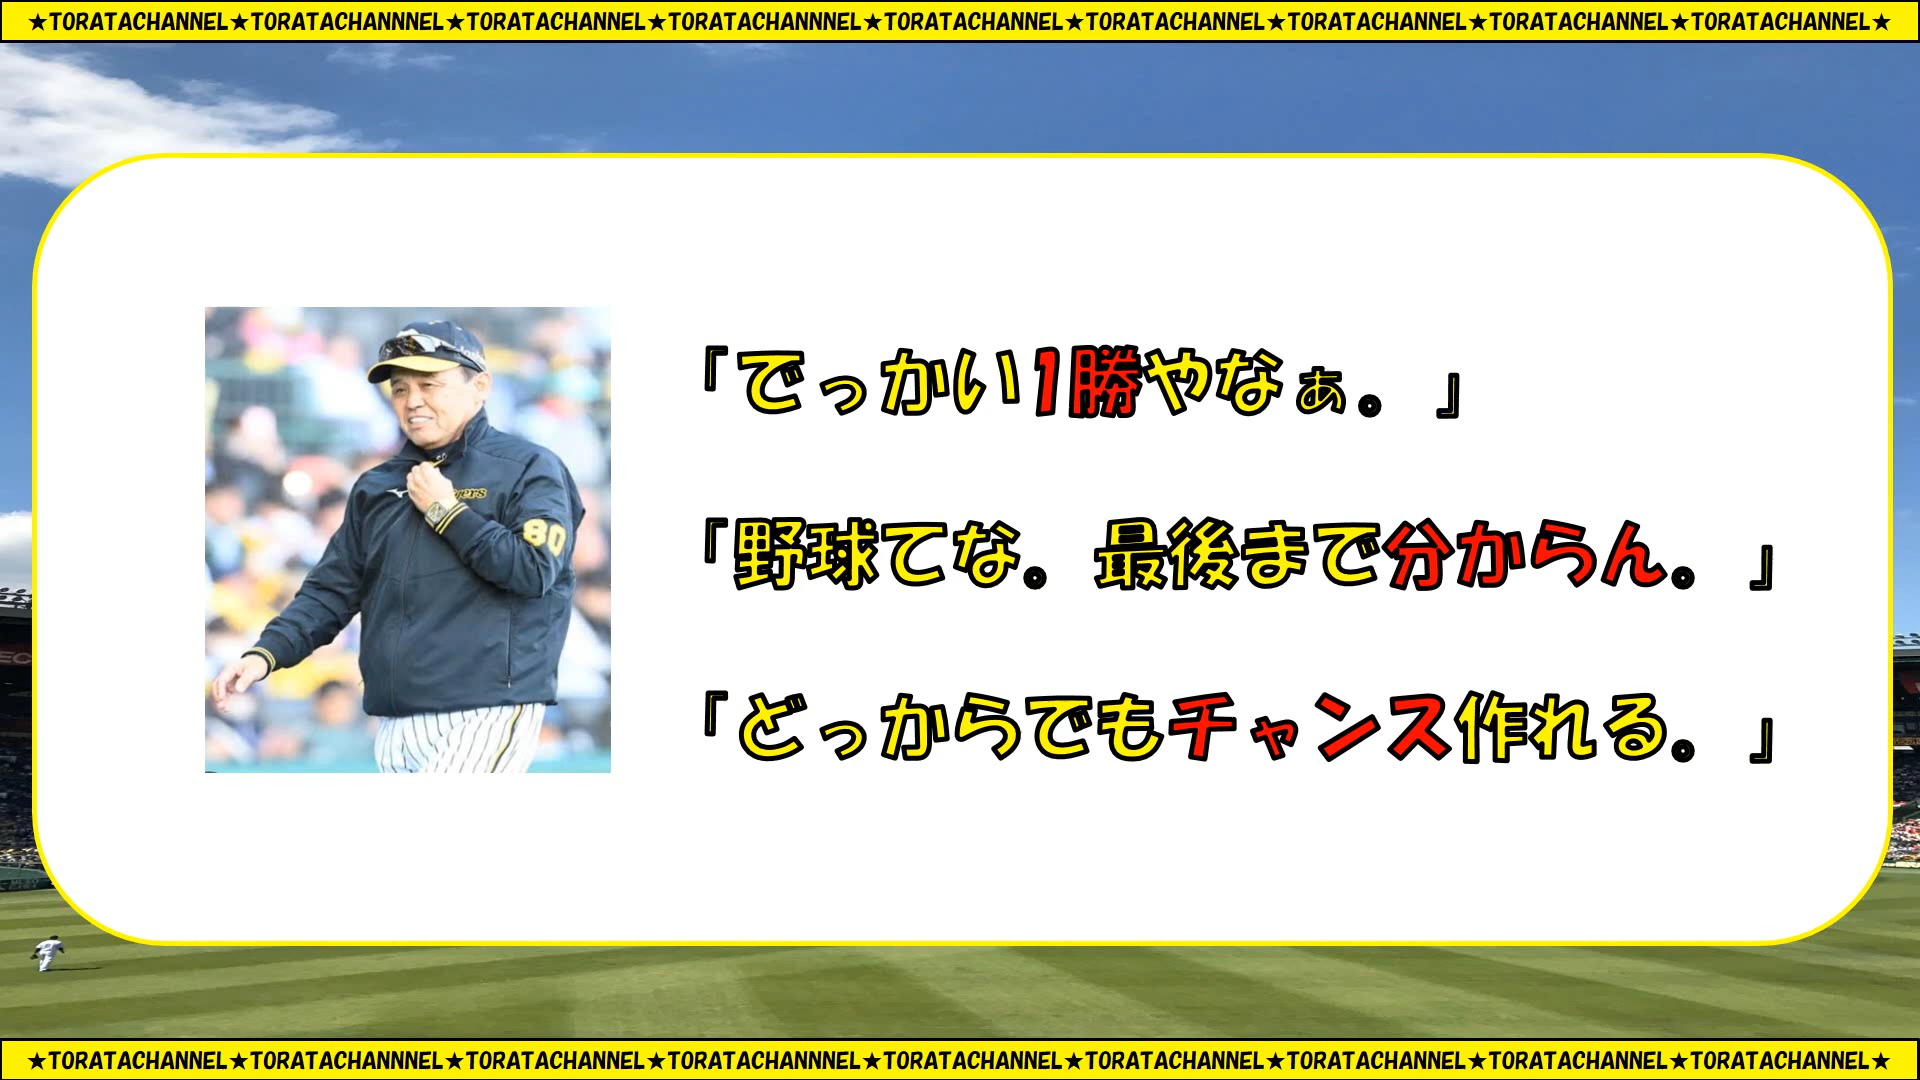 ★TORATACHANNEL★TORATACHANNNEL★TORATACHANNEL★TORATACHANNNEL★TORATACHANNEL★TORATACHANNEL★TORATACHANNEL★TORATACHANNEL★TORATACHANNEL★
「でっかい1勝やなぁ。」
80
「野球てな。最後まで分からん。」
「どっからでもチャンス作れる。」
★TORATACHANNEL★TORATACHANNNEL★TORATACHANNEL★TORATACHANNNEL★TORATACHANNEL★TORATACHANNEL★TORATACHANNEL★TORATACHANNEL★TORATACHANNEL★